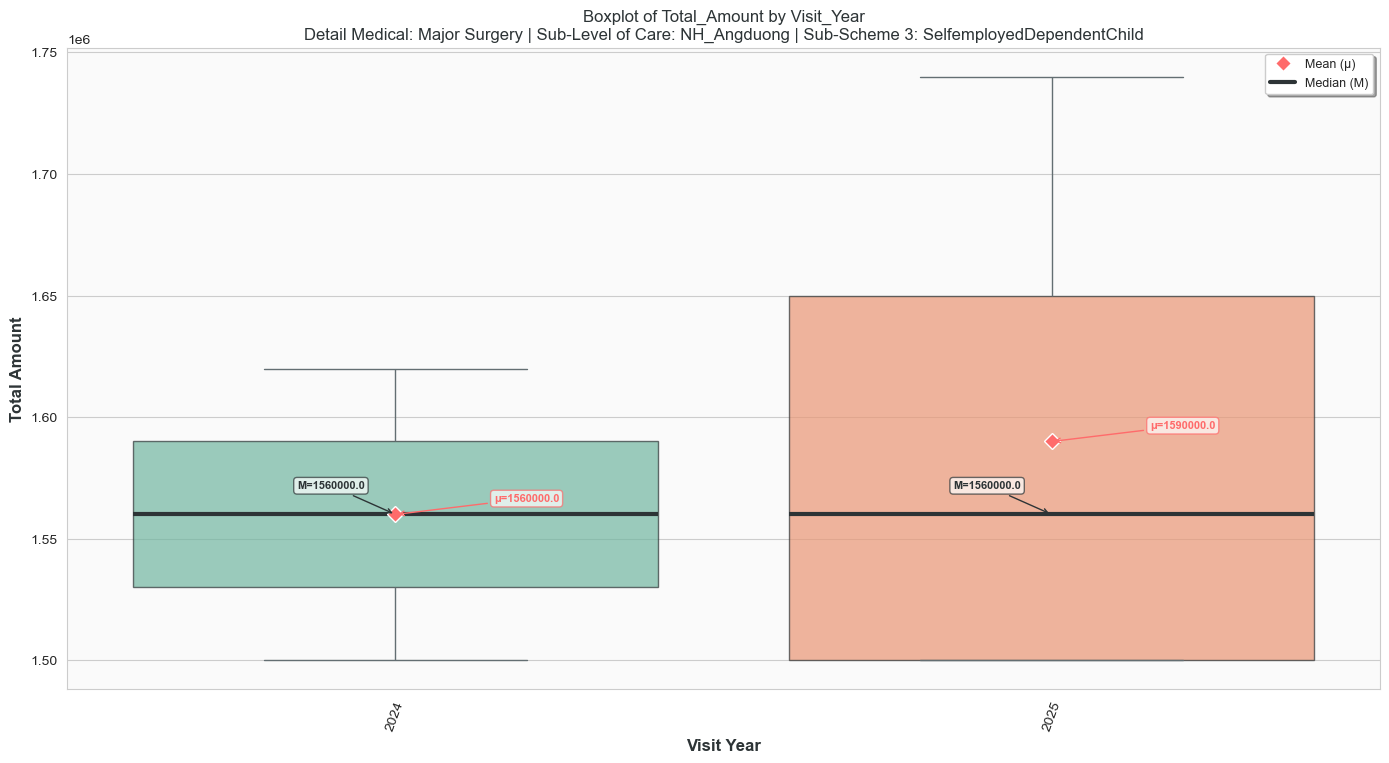 Boxplot of Total_Amount by Visit_Year
Detail Medical: Major Surgery | Sub-Level of Care: NH_Angduong | Sub-Scheme 3: SelfemployedDependentChild
1e6
1.75
1.70
1.65
1.60
1.55
1.50
Total Amount
Mean (μ)
Median (M)
M=1560000.0
μ=1560000.0
M=1560000.0
μ=1590000.0
2024
2025
Visit Year